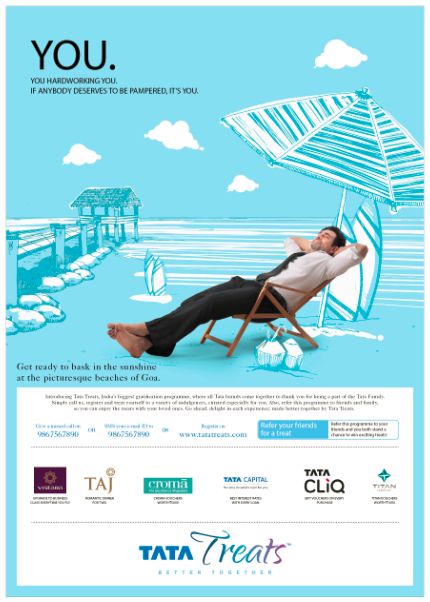 YOU.
YOU HARDWORKING YOU.
IF ANYBODY DESERVES TO BE PAMPERED, IT'S YOU.
Get ready to bask in the sunshine
at the picturesque beaches of Goa.
Introducing Tata Treats, India's biggest gratification programme, where all Tata brands come together to thank you for being a part of the Tata Family.
Simply call us, register and treat yourself to a variety of indulgences, curated especially for you. Also, refer this programme to friends and family,
so you can enjoy the treats with your loved ones. Go ahead, delight in each experience, made better together by Tata Treats.
Give a missed call on
9867567890
OR
SMS you e-mail ID to
9867567890
OR
Register on
www.tatatreats.com
Refer your friends
for a treat
Refer this programme to your
friends and you both stand a
chance to win exciting treats!
vistara
TAJ
croma
TATA CAPITAL
TATA
CLiQ
TITAN
UPGRADE TO BUSINESS
CLASS EVERYTIME YOU FLY
ROMANTIC DINNER
FOR TWO
CROMA VOUCHERS
BEST INTEREST RATES
WITH EVERY LOAN
GIFT VOUCHERS ON EVERY
PURCHASE
TITAN VOUCHERS
TATA Treats
BETTER TOGETHER